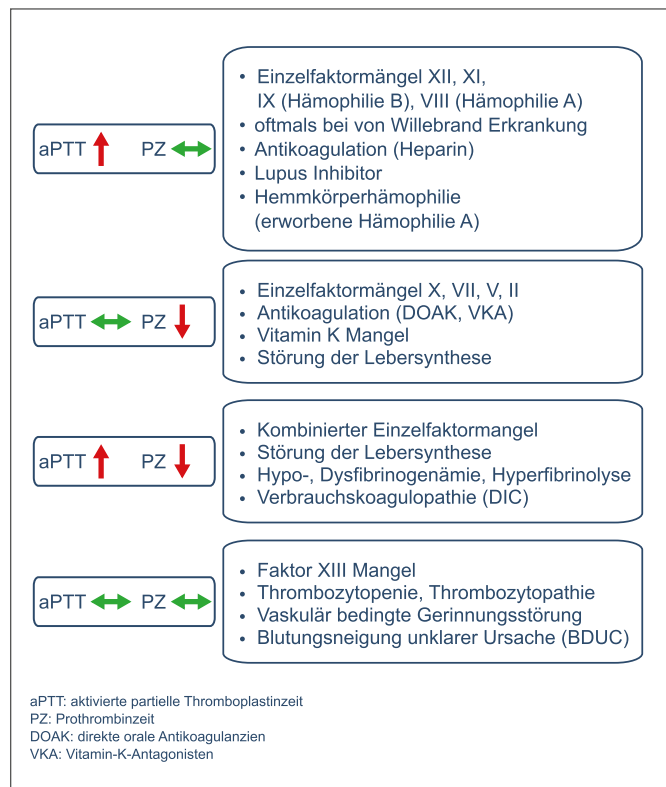 aPTT PZ
• Einzelfaktormängel XII, XI,
IX (Hämophilie B), VIII (Hämophilie A)
• oftmals bei von Willebrand Erkrankung
• Antikoagulation (Heparin)
• Lupus Inhibitor
• Hemmkörperhämophilie
(erworbene Hämophilie A)
aPTT PZ
• Einzelfaktormängel X, VII, V, II
• Antikoagulation (DOAK, VKA)
• Vitamin K Mangel
• Störung der Lebersynthese
aPTT PZ
• Kombinierter Einzelfaktormangel
• Störung der Lebersynthese
• Hypo-, Dysfibrinogenämie, Hyperfibrinolyse
• Verbrauchskoagulopathie (DIC)
aPTT PZ
• Faktor XIII Mangel
• Thrombozytopenie, Thrombozytopathie
• Vaskulär bedingte Gerinnungsstörung
• Blutungsneigung unklarer Ursache (BDUC)
aPTT: aktivierte partielle Thromboplastinzeit
PZ: Prothrombinzeit
DOAK: direkte orale Antikoagulanzien
VKA: Vitamin-K-Antagonisten